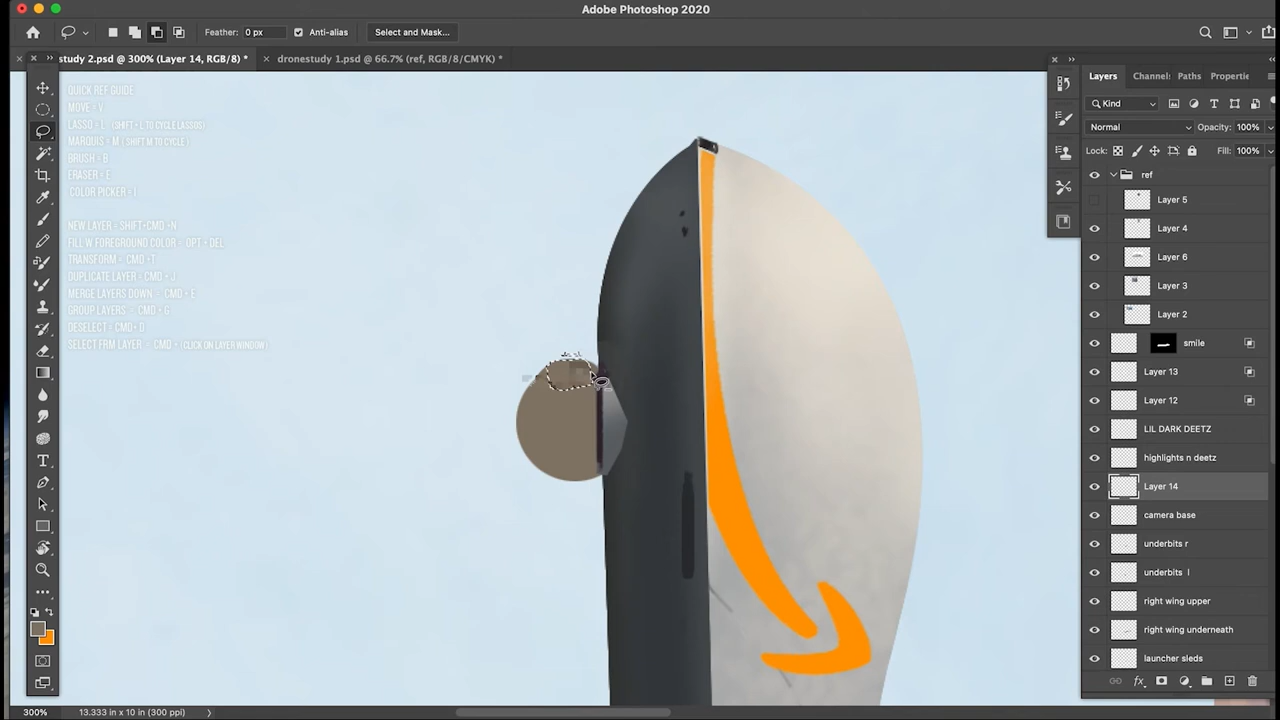 Adobe Photoshop 2020
Feather: 0 px
Anti-alias
Select and Mask...
study 2.psd @ 300% (Layer 14, RGB/8) *
dronestudy 1.psd @ 66.7% (ref, RGB/8/CMYK) *
QUICK REF GUIDE
MOVE = V
LASSO = L (SHIFT + L TO CYCLE LASSOS)
MARQUIS = M (SHIFT M TO CYCLE)
BRUSH = B
ERASER = E
COLOR PICKER = I
NEW LAYER = SHIFT+CMD +N
FILL W FOREGROUND COLOR = OPT + DEL
TRANSFORM = CMD +T
DUPLICATE LAYER = CMD + J
MERGE LAYERS DOWN = CMD + E
GROUP LAYERS = CMD + G
DESELECT = CMD+ D
SELECT FRM LAYER = CMD + (CLICK ON LAYER WINDOW)
Layers
Channel:
Paths
Propertie
Kind
Normal
Opacity: 100%
Lock:
Fill: 100%
ref
Layer 5
Layer 4
Layer 6
Layer 3
Layer 2
smile
Layer 13
Layer 12
LIL DARK DEETZ
highlights n deetz
Layer 14
camera base
underbits r
underbits l
right wing upper
right wing underneath
launcher sleds
fx
300%
13.333 in x 10 in (300 ppi)